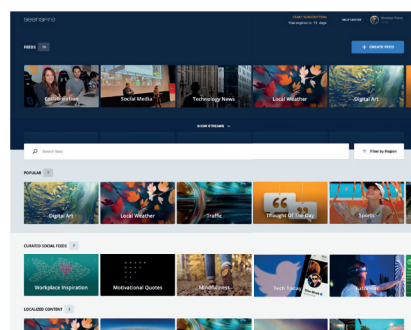 seenspire
START SUBSCRIPTION
Trial expires in 13 days
HELP CENTER
FEEDS
+ CREATE FEED
Collaboration
Social Media
Technology News
Local Weather
Digital Art
SHOW STREAMS
Search feed
Filter by Region
POPULAR
Digital Art
Local Weather
Traffic
Thought Of The Day
Sports
CURATED SOCIAL FEEDS
Workplace Inspiration
Motivational Quotes
Mindfulness
Tech Today
Futurism
LOCALIZED CONTENT